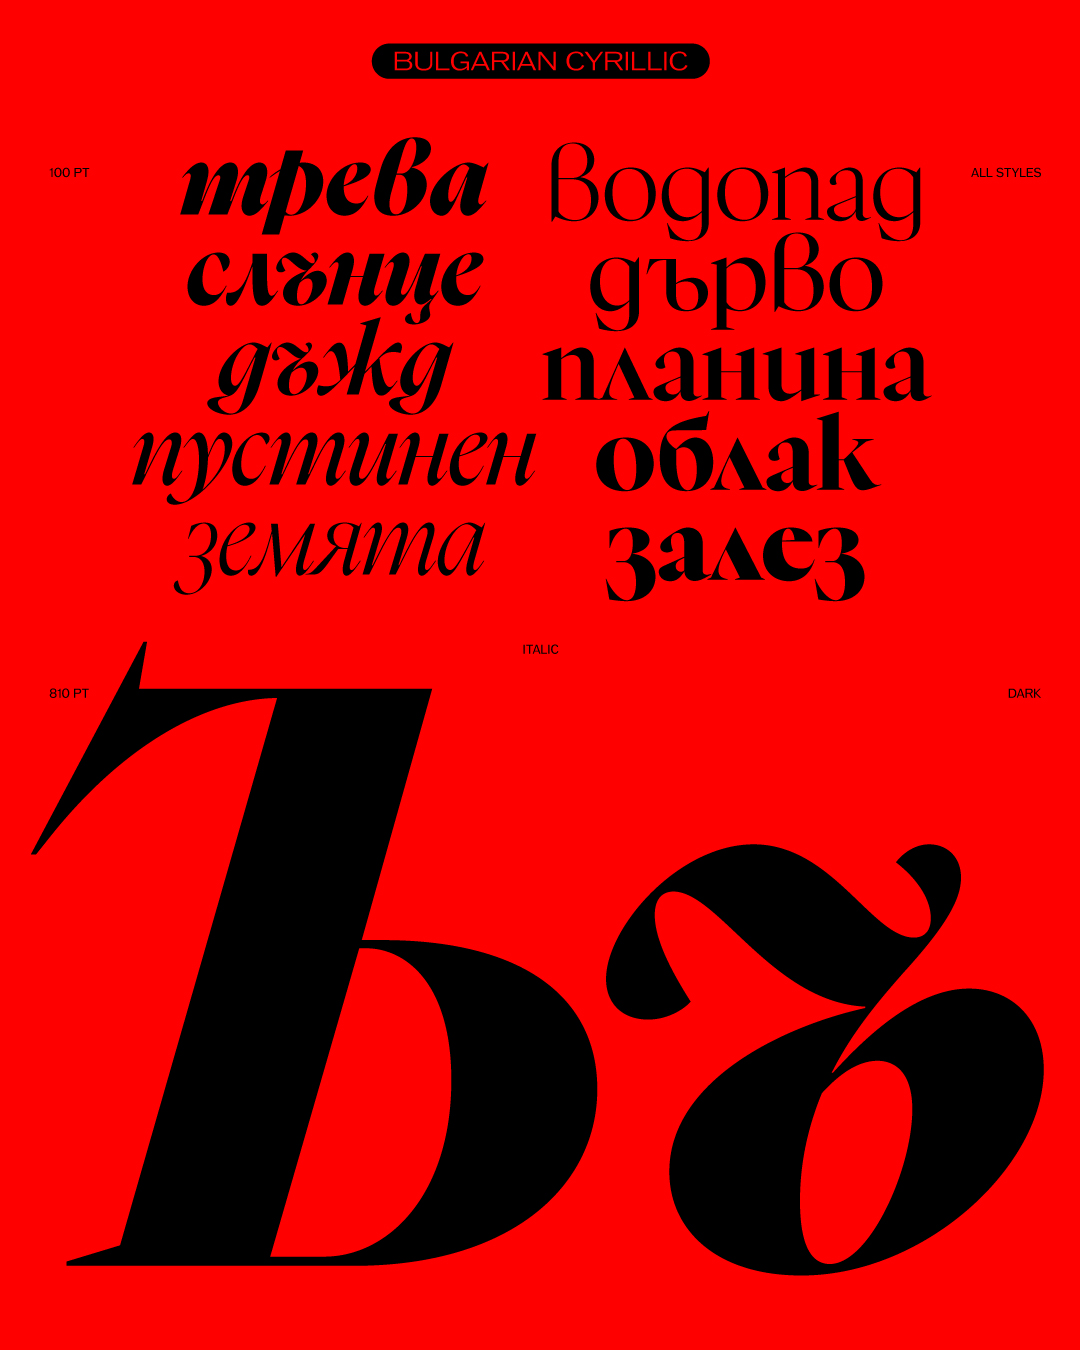 BULGARIAN CYRILLIC
100 PT
ALL STYLES
трева
слънце
дъжд
пустинен
земята
водопад
дърво
планина
облак
залез
ITALIC
810 PT
DARK
Ъъ